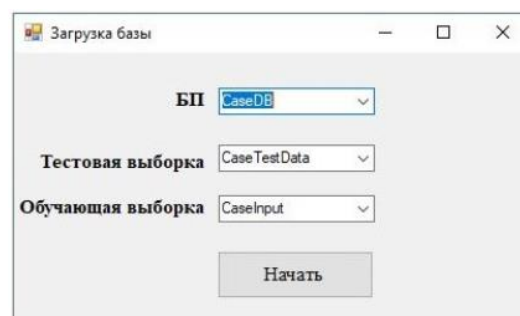 Загрузка базы
БП CaseDB
Тестовая выборка CaseTestData
Обучающая выборка CaseInput
Начать